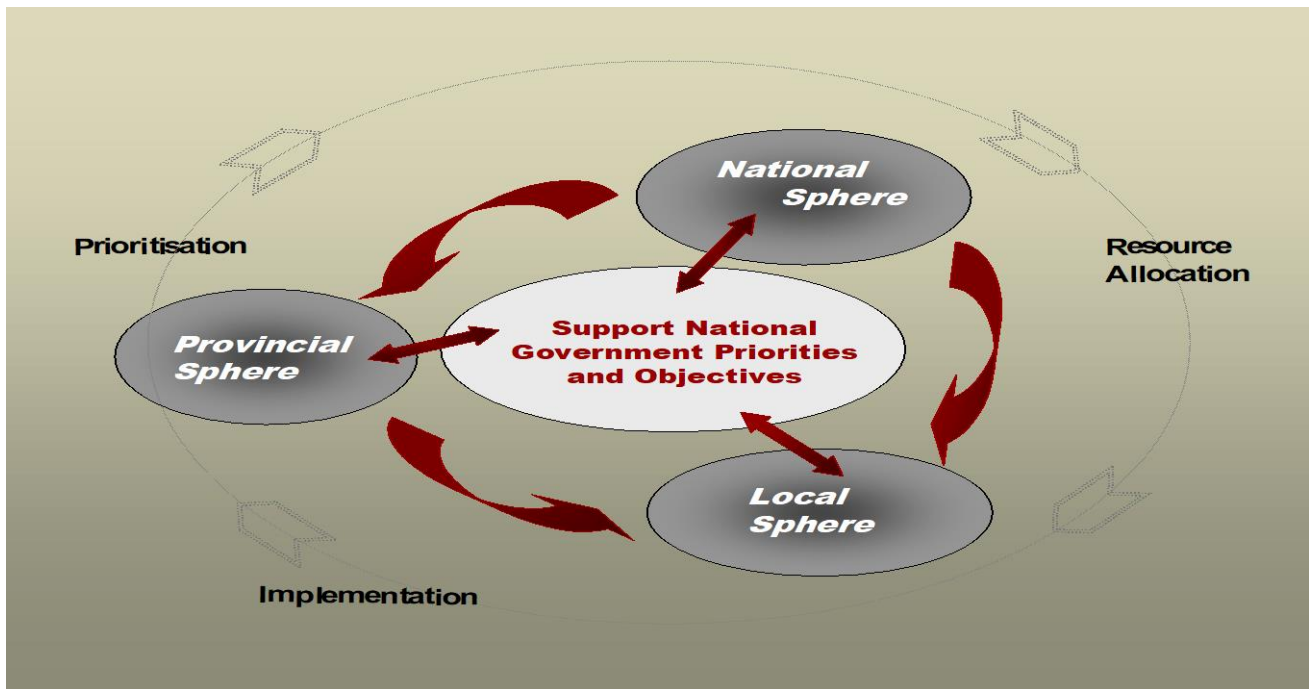 National
Sphere
Prioritisation
Resource
Allocation
Provincial
Sphere
Support National
Government Priorities
and Objectives
Local
Sphere
Implementation